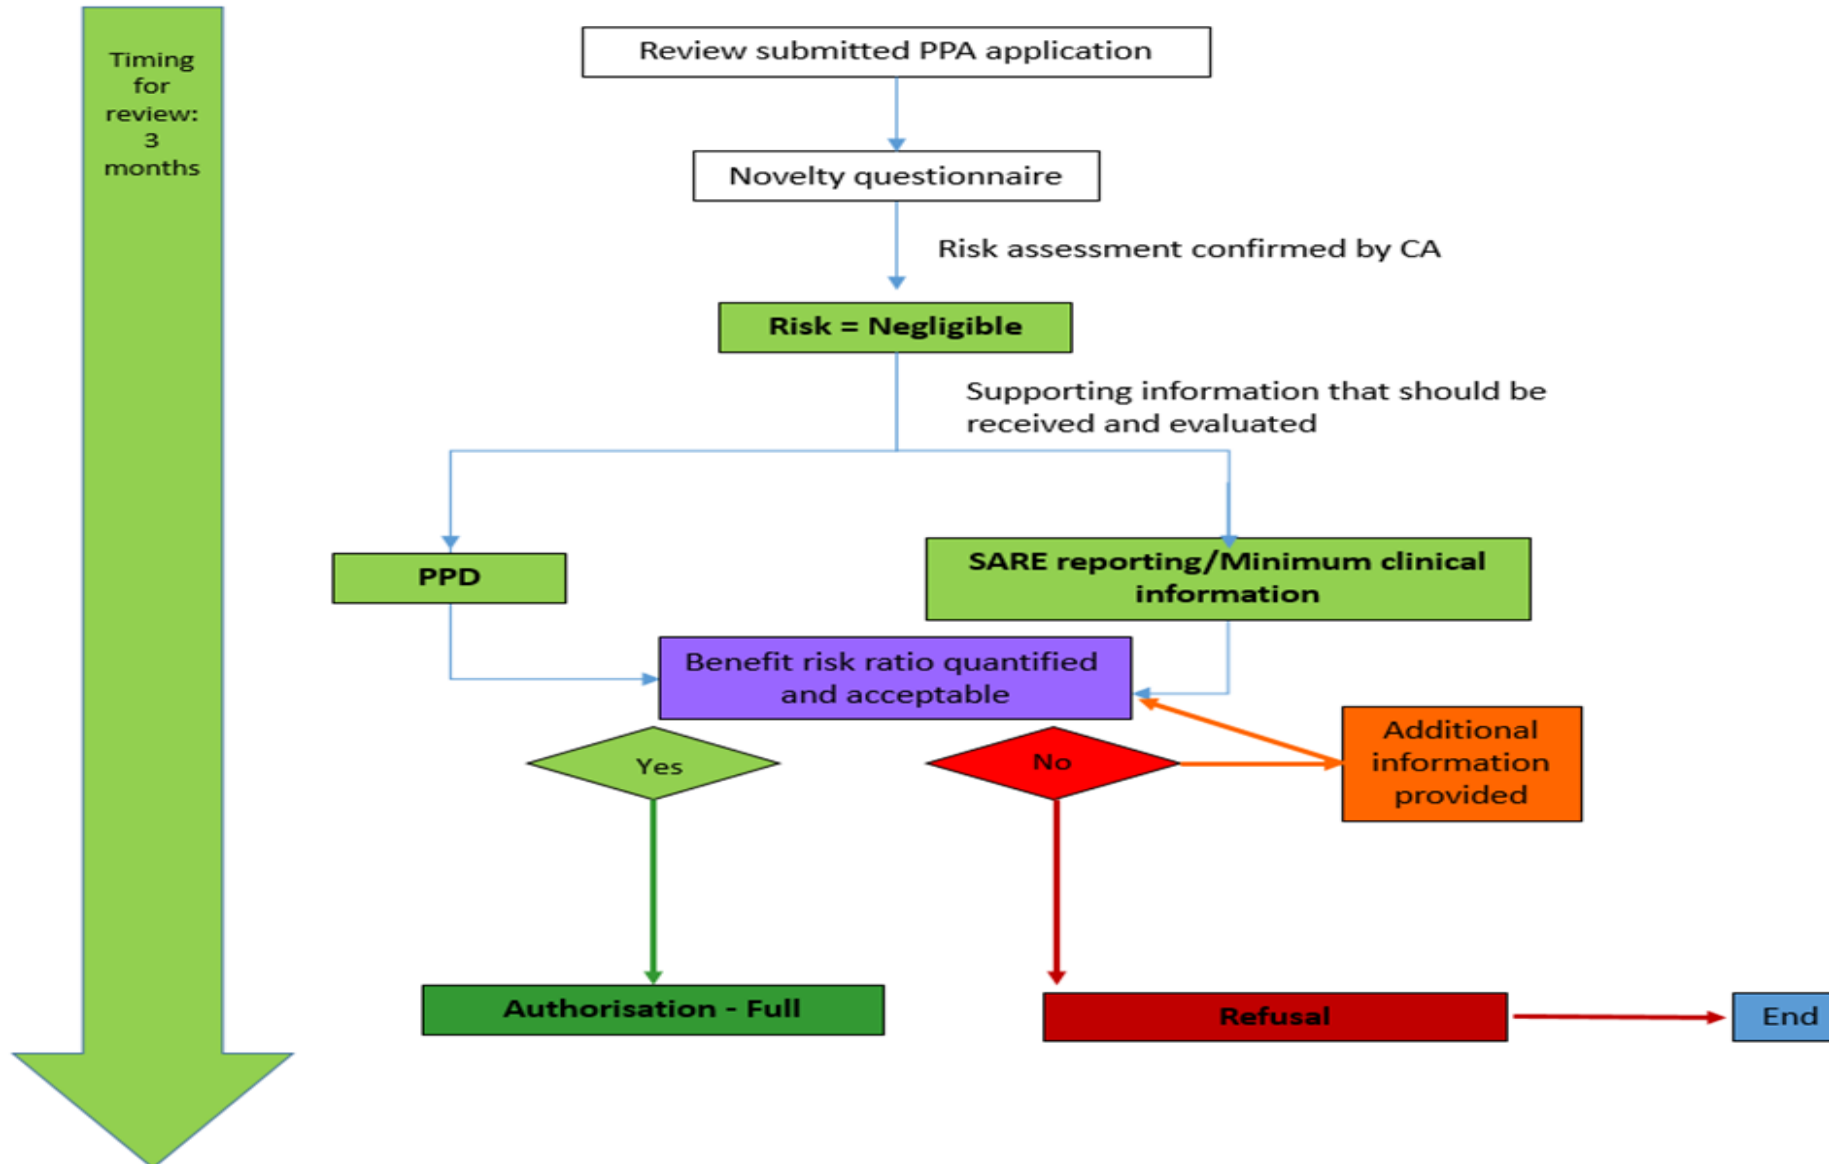 Timing
for
review:
3
months
Review submitted PPA application
Novelty questionnaire
Risk assessment confirmed by CA
Risk = Negligible
Supporting information that should be
received and evaluated
PPD
SARE reporting/Minimum clinical
information
Benefit risk ratio quantified
and acceptable
Yes
No
Additional
information
provided
Authorisation - Full
Refusal
End